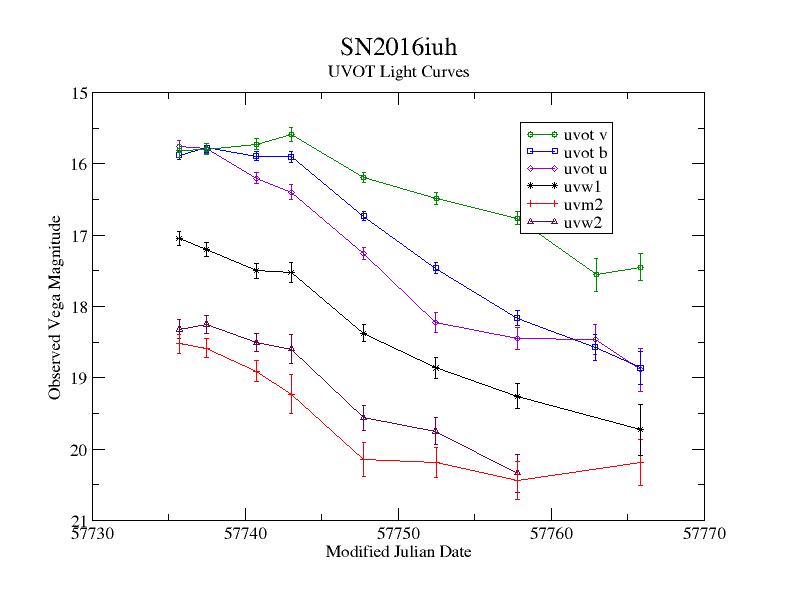 SN2016iuh
UVOT Light Curves
15
16
17
18
19
20
21
Observed Vega Magnitude
uvot v
uvot b
uvot u
uvw1
uvm2
uvw2
57730
57740
57750
57760
57770
Modified Julian Date